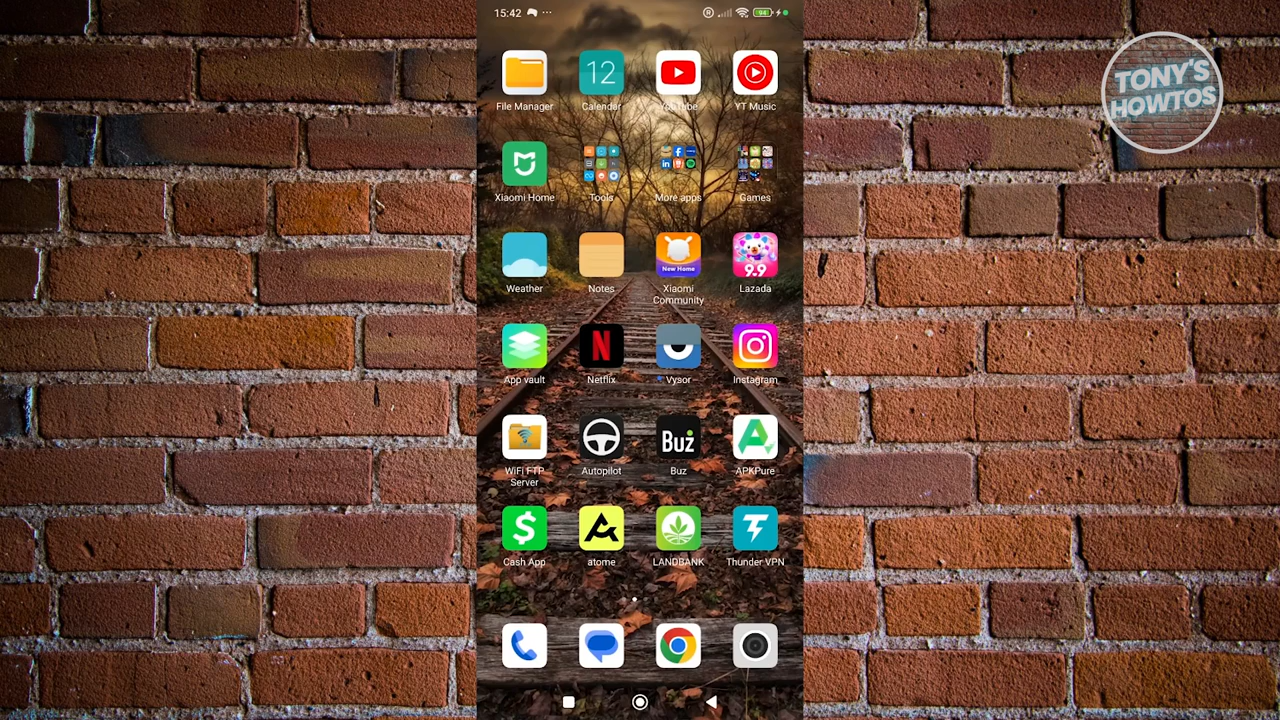 15:42
94
TONY'S
HOWTOS
12
9.9
File Manager
Calendar
YouTube
YT Music
Xiaomi Home
Tools
More apps
Games
New Home
Weather
Notes
Xiaomi
Community
Lazada
N
App vault
Netflix
Vysor
Instagram
Buz
WiFi FTP
Server
Autopilot
Buz
APKPure
$
Cash App
atome
LANDBANK
Thunder VPN